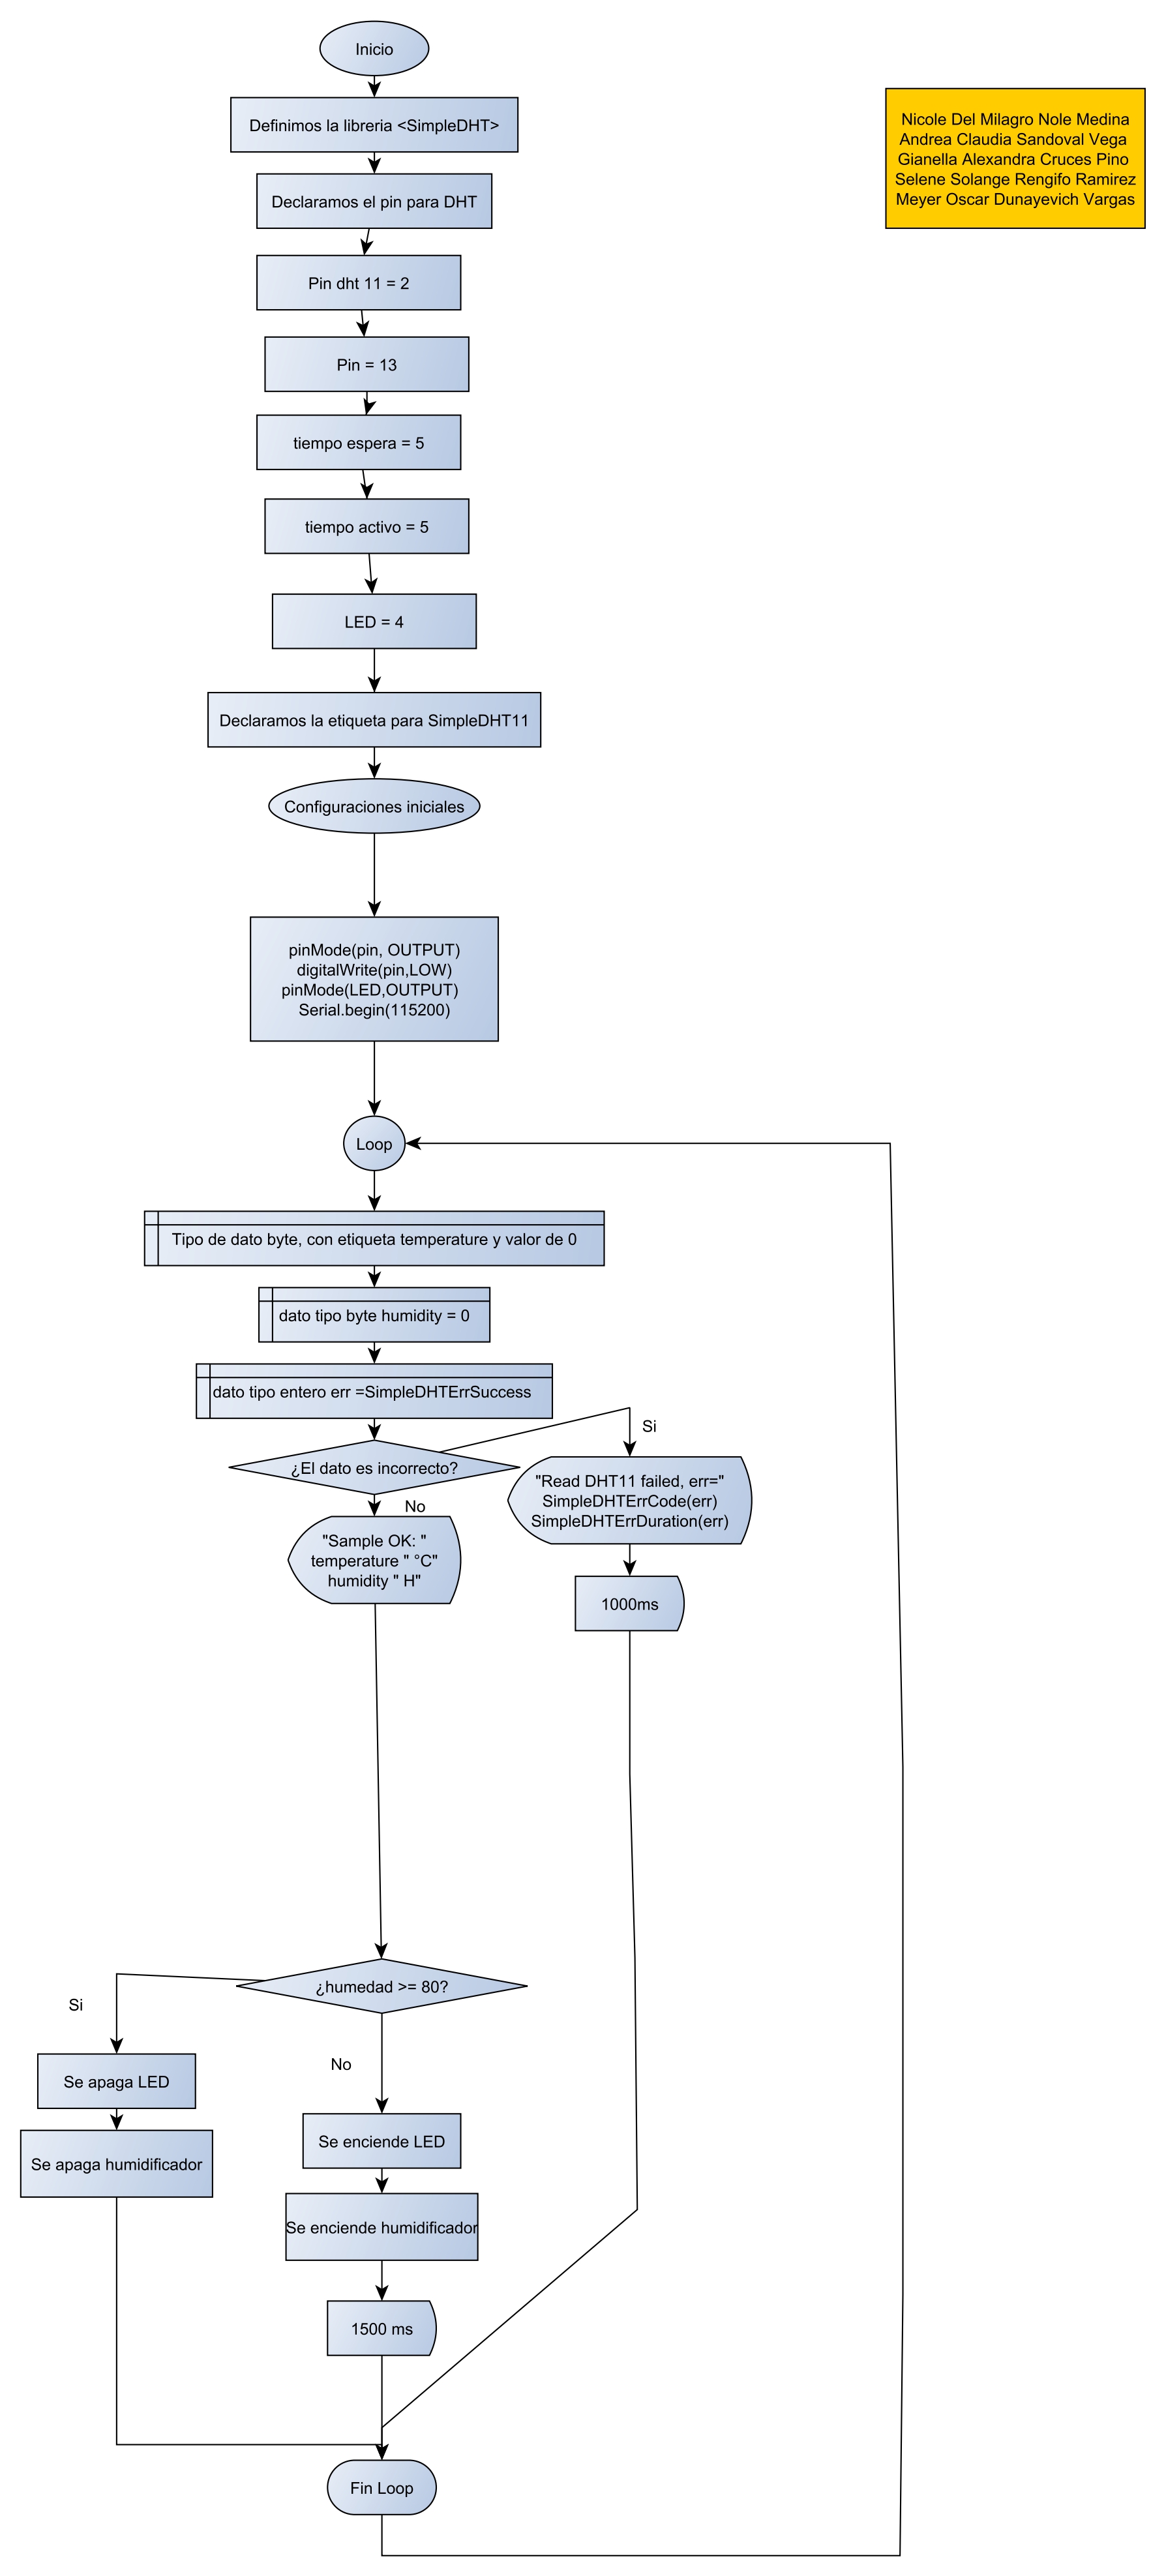 Inicio
Nicole Del Milagro Nole Medina
Andrea Claudia Sandoval Vega
Gianella Alexandra Cruces Pino
Selene Solange Rengifo Ramirez
Meyer Oscar Dunayevich Vargas
Definimos la libreria <SimpleDHT>
Declaramos el pin para DHT
Pin dht 11 = 2
Pin = 13
tiempo espera = 5
tiempo activo = 5
LED = 4
Declaramos la etiqueta para SimpleDHT11
Configuraciones iniciales
pinMode(pin, OUTPUT)
digitalWrite(pin,LOW)
pinMode(LED,OUTPUT)
Serial.begin(115200)
Loop
Tipo de dato byte, con etiqueta temperature y valor de 0
dato tipo byte humidity = 0
dato tipo entero err =SimpleDHTErrSuccess
¿El dato es incorrecto?
Si
"Read DHT11 failed, err="
SimpleDHTErrCode(err)
SimpleDHTErrDuration(err)
1000ms
No
"Sample OK: "
temperature " °C"
humidity " H"
¿humedad >= 80?
Si
Se apaga LED
Se apaga humidificador
No
Se enciende LED
Se enciende humidificador
1500 ms
Fin Loop